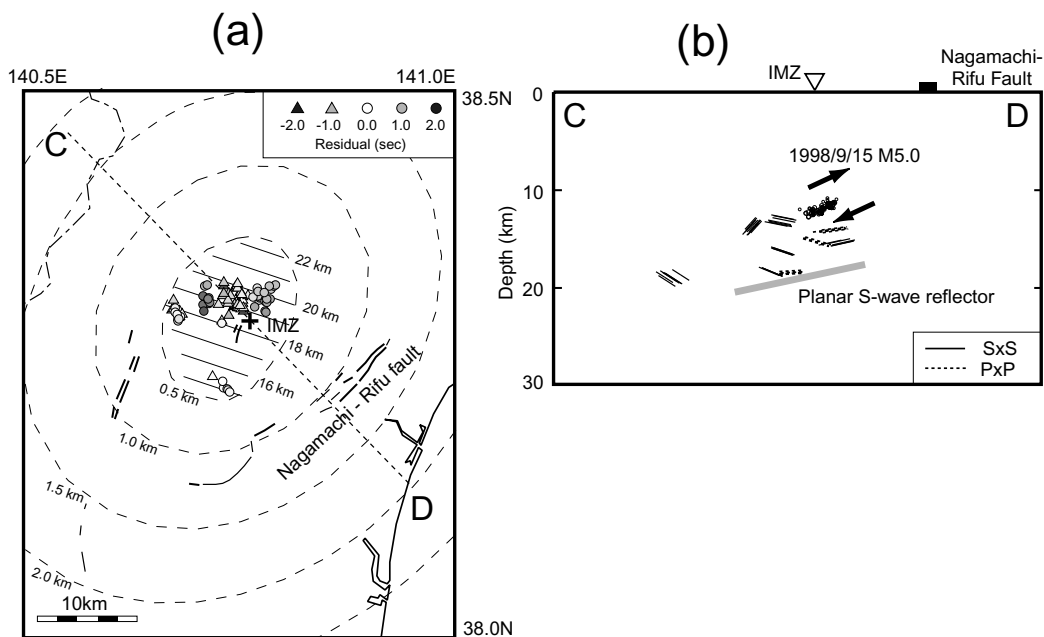 (a)
140.5E
141.0E
38.5N
C
-2.0 -1.0 0.0 1.0 2.0
Residual (sec)
22 km
20 km
IMZ
18 km
16 km
0.5 km
1.0 km
Nagamachi - Rifu fault
1.5 km
D
2.0 km
10km
38.0N
(b)
Nagamachi-
Rifu Fault
IMZ
0
C
D
1998/9/15 M5.0
10
Depth (km)
20
Planar S-wave reflector
SxS
PxP
30